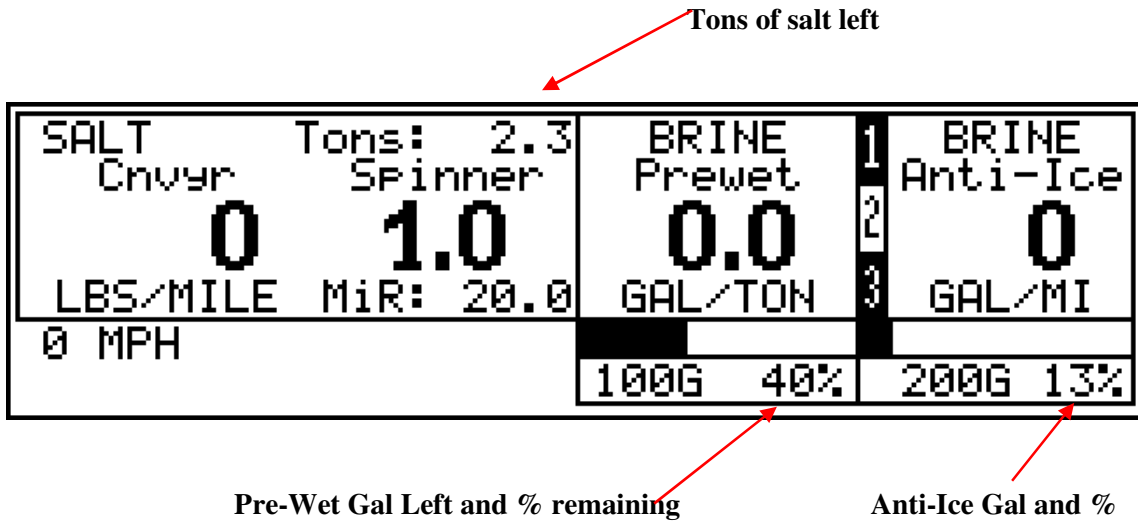 Tons of salt left
SALT Tons: 2.3
Cnvyr Spinner
0 1.0
LBS/MILE MiR: 20.0
0 MPH
BRINE
Prewet
0.0
GAL/TON
100G 40%
1
2
3
BRINE
Anti-Ice
0
GAL/MI
200G 13%
Pre-Wet Gal Left and % remaining
Anti-Ice Gal and %